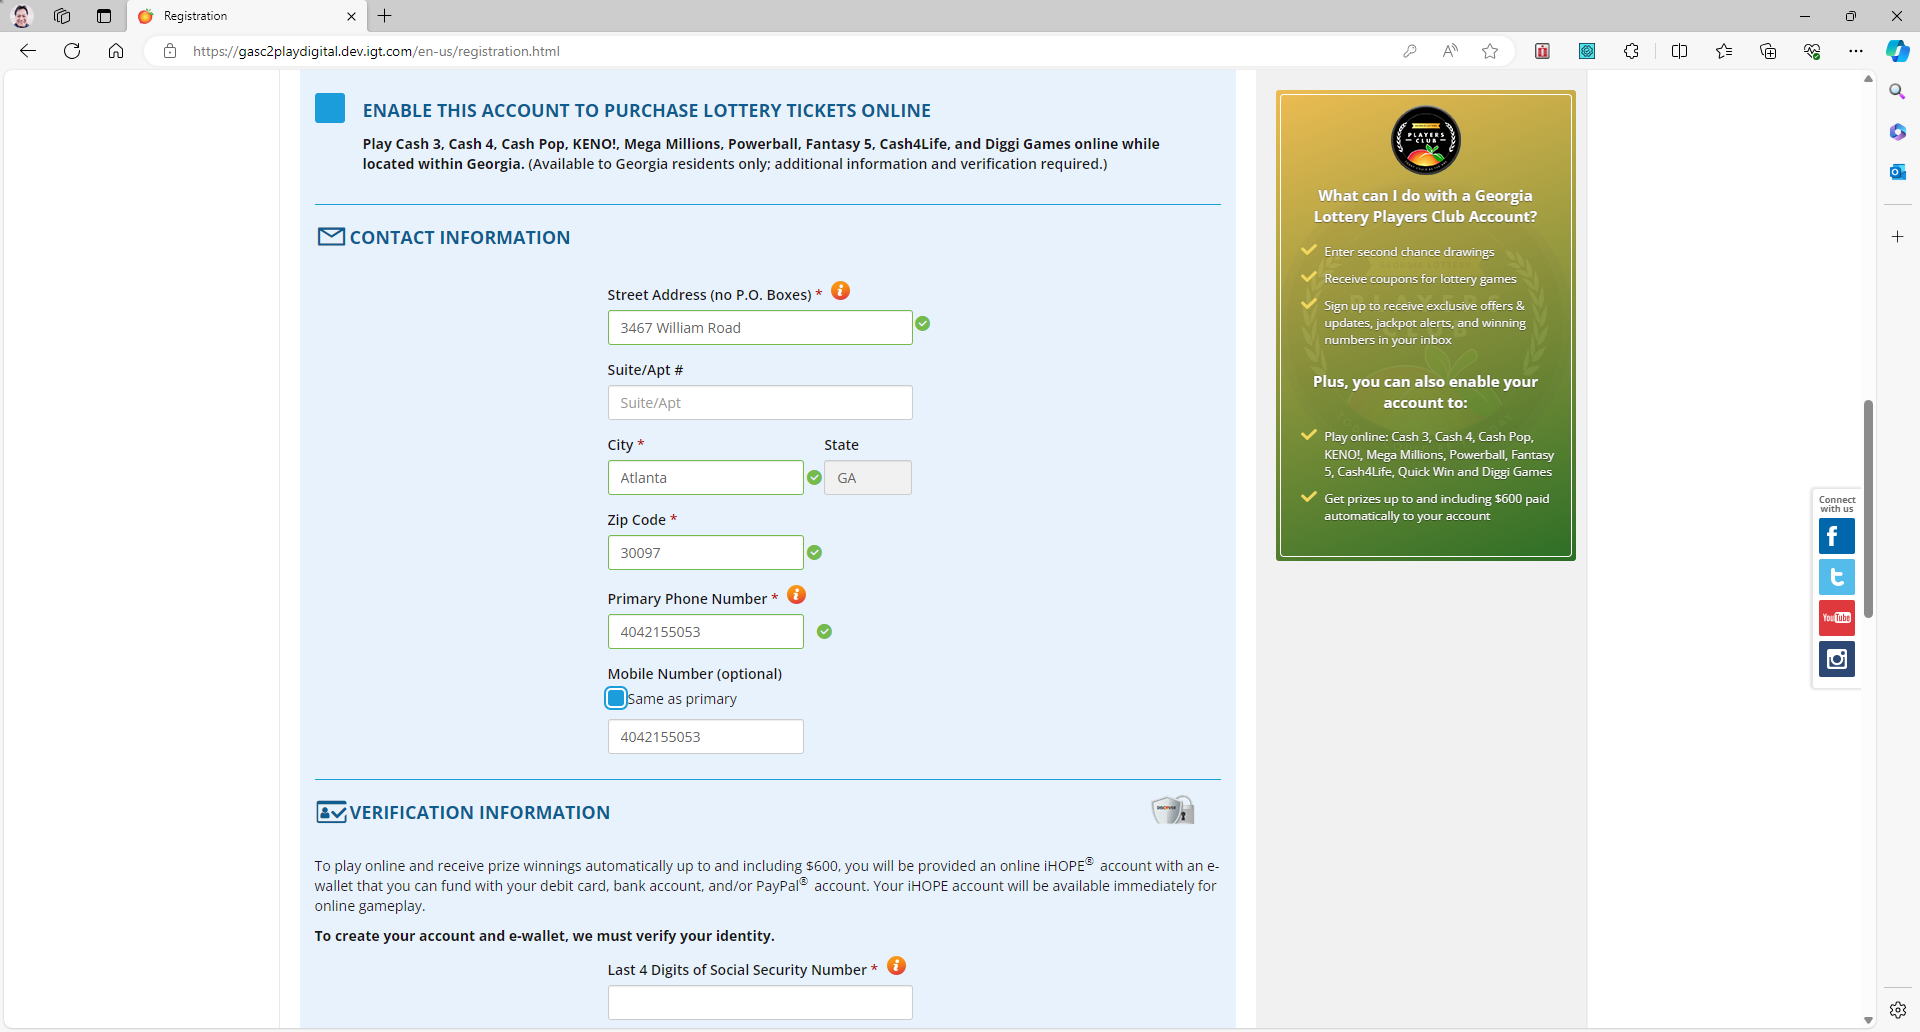 Registration
https://gasc2playdigital.dev.igt.com/en-us/registration.html
ENABLE THIS ACCOUNT TO PURCHASE LOTTERY TICKETS ONLINE
Play Cash 3, Cash 4, Cash Pop, KENO!, Mega Millions, Powerball, Fantasy 5, Cash4Life, and Diggi Games online while
located within Georgia. (Available to Georgia residents only; additional information and verification required.)
CONTACT INFORMATION
Street Address (no P.O. Boxes) *
3467 William Road
Suite/Apt #
Suite/Apt
City *
State
Atlanta
GA
Zip Code *
30097
Primary Phone Number *
4042155053
Mobile Number (optional)
Same as primary
4042155053
VERIFICATION INFORMATION
DISCOVER
To play online and receive prize winnings automatically up to and including $600, you will be provided an online iHOPE® account with an e-
wallet that you can fund with your debit card, bank account, and/or PayPal® account. Your iHOPE account will be available immediately for
online gameplay.
To create your account and e-wallet, we must verify your identity.
Last 4 Digits of Social Security Number *
PLAYERS
CLUB
What can I do with a Georgia
Lottery Players Club Account?
Enter second chance drawings
Receive coupons for lottery games
Sign up to receive exclusive offers &
updates, jackpot alerts, and winning
numbers in your inbox
Plus, you can also enable your
account to:
Play online: Cash 3, Cash 4, Cash Pop,
KENO!, Mega Millions, Powerball, Fantasy
5, Cash4Life, Quick Win and Diggi Games
Get prizes up to and including $600 paid
automatically to your account
Connect
with us
YouTube